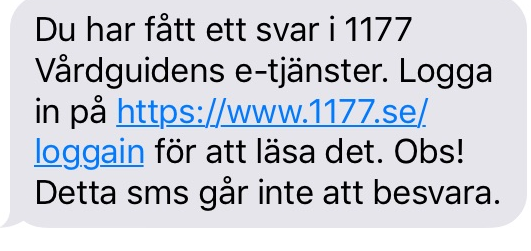 Du har fått ett svar i 1177
Vårdguidens e-tjänster. Logga
in på https://www.1177.se/
loggain för att läsa det. Obs!
Detta sms går inte att besvara.